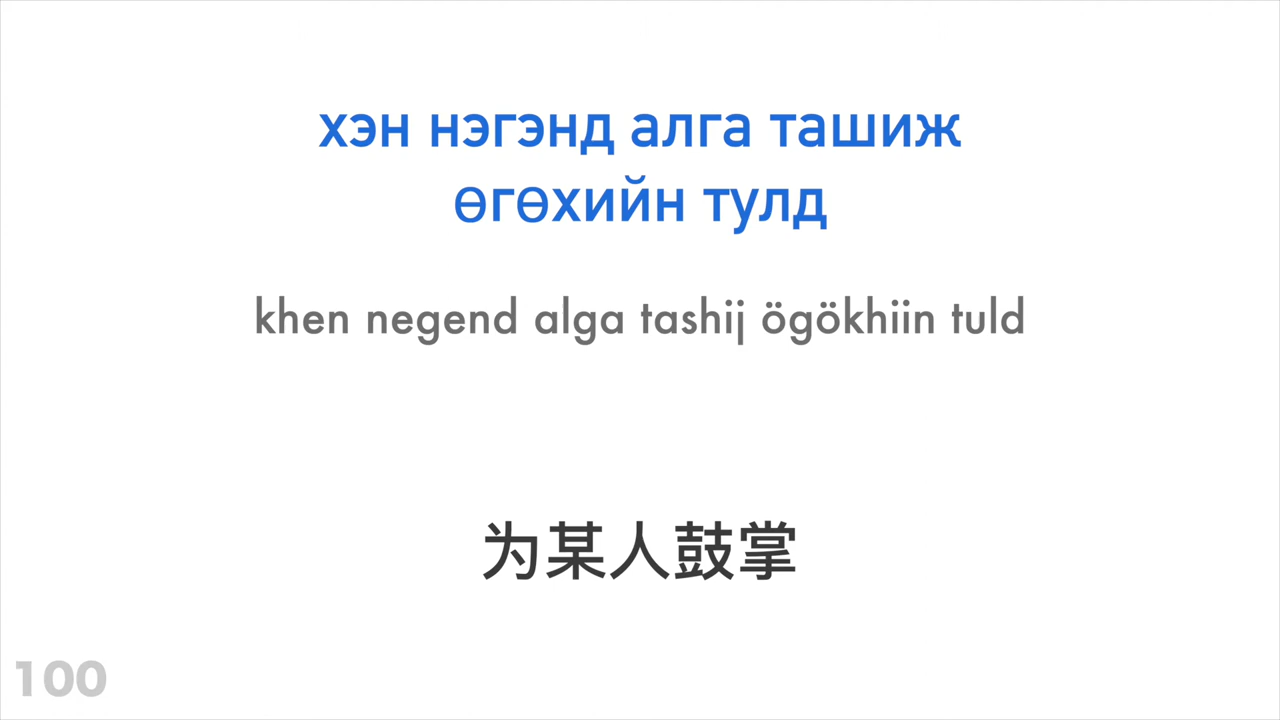 хэн нэгэнд алга ташиж
өгөхийн тулд
khen negend alga tashij ögökhiin tuld
为某人鼓掌
100